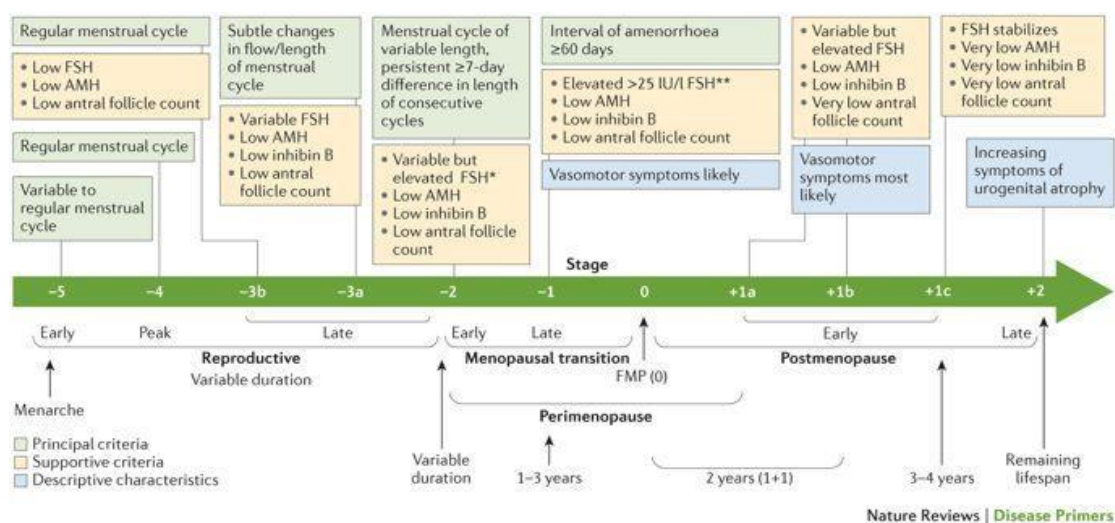 Regular menstrual cycle
• Low FSH
• Low AMH
• Low antral follicle count
Regular menstrual cycle
Variable to
regular menstrual
cycle
Subtle changes
in flow/length
of menstrual
cycle
• Variable FSH
• Low AMH
• Low inhibin B
• Low antral
follicle count
Menstrual cycle of
variable length,
persistent ≥7-day
difference in length
of consecutive
cycles
• Variable but
elevated FSH*
• Low AMH
• Low inhibin B
• Low antral follicle
count
Interval of amenorrhoea
≥60 days
• Elevated >25 IU/l FSH**
• Low AMH
• Low inhibin B
• Low antral follicle count
Vasomotor symptoms likely
• Variable but
elevated FSH
• Low AMH
• Low inhibin B
• Very low antral
follicle count
Vasomotor
symptoms most
likely
• FSH stabilizes
• Very low AMH
• Very low inhibin B
• Very low antral
follicle count
Increasing
symptoms of
urogenital atrophy
Stage
−5 −4 −3b −3a −2 −1 0 +1a +1b +1c +2
Early Peak Late Early Late Early Late
Reproductive Menopausal transition Postmenopause
Variable duration FMP (0)
Menarche Perimenopause
Principal criteria
Supportive criteria
Descriptive characteristics
Variable
duration
1–3 years
2 years (1+1)
3–4 years
Remaining
lifespan
Nature Reviews | Disease Primers